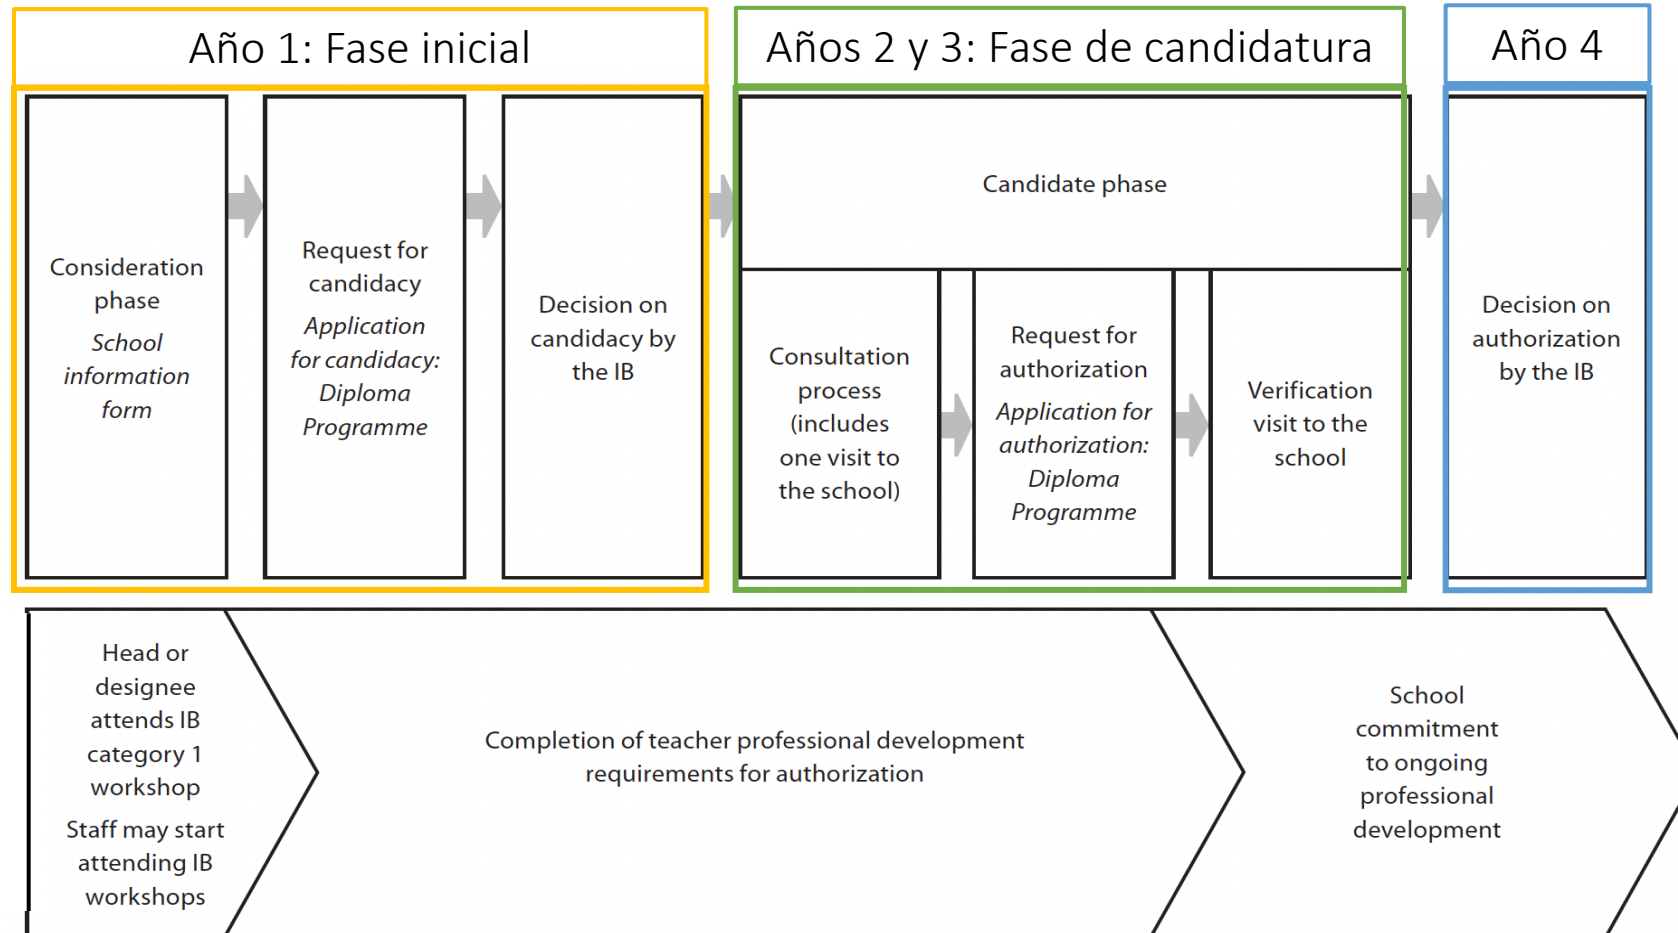 Año 1: Fase inicial
Años 2 y 3: Fase de candidatura
Año 4
Consideration
phase
School
information
form
Request for
candidacy
Application
for candidacy:
Diploma
Programme
Decision on
candidacy by
the IB
Candidate phase
Consultation
process
(includes
one visit to
the school)
Request for
authorization
Application for
authorization:
Diploma
Programme
Verification
visit to the
school
Decision on
authorization
by the IB
Head or
designee
attends IB
category 1
workshop
Staff may start
attending IB
workshops
Completion of teacher professional development
requirements for authorization
School
commitment
to ongoing
professional
development